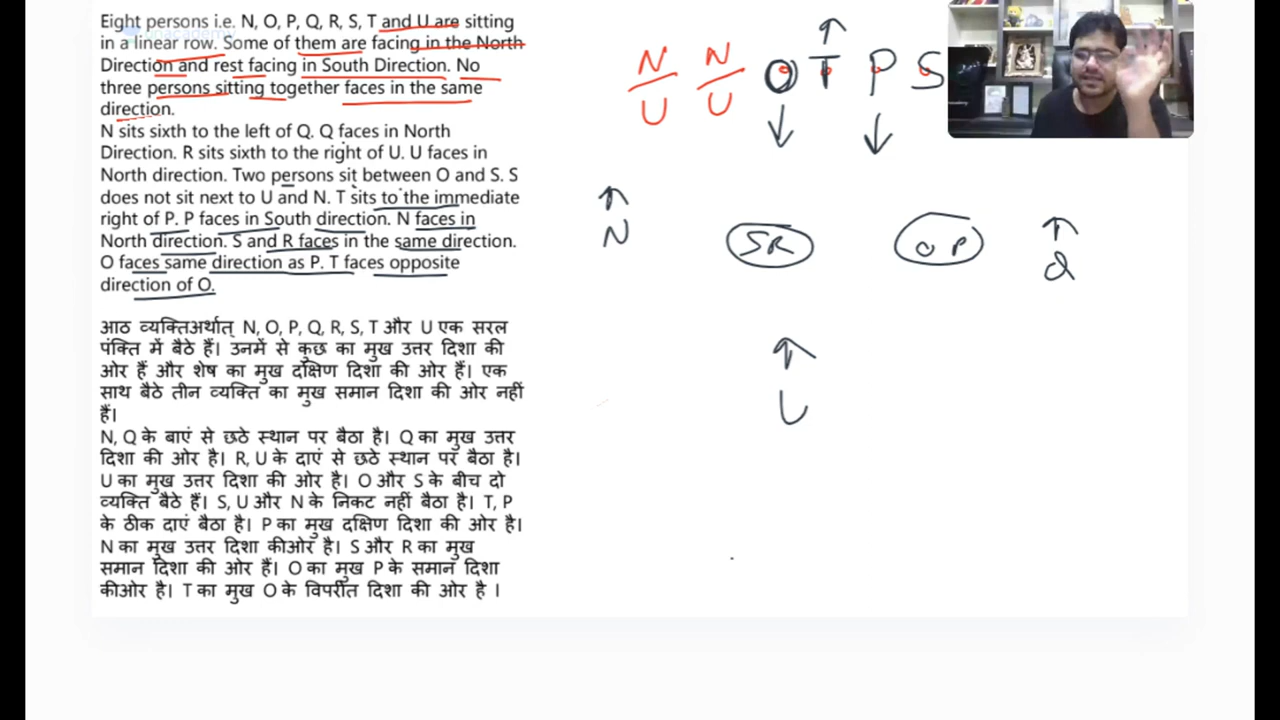 Eight persons i.e. N, O, P, Q, R, S, T and U are sitting
in a linear row. Some of them are facing in the North
Direction and rest facing in South Direction. No
three persons sitting together faces in the same
direction.
N sits sixth to the left of Q. Q faces in North
Direction. R sits sixth to the right of U. U faces in
North direction. Two persons sit between O and S. S
does not sit next to U and N. T sits to the immediate
right of P. P faces in South direction. N faces in
North direction. S and R faces in the same direction.
O faces same direction as P. T faces opposite
direction of O.
आठ व्यक्तिअर्थात् N, O, P, Q, R, S, T और U एक सरल
पंक्ति में बैठे हैं। उनमें से कुछ का मुख उत्तर दिशा की
ओर हैं और शेष का मुख दक्षिण दिशा की ओर हैं। एक
साथ बैठे तीन व्यक्ति का मुख समान दिशा की ओर नहीं
हैं।
N, Q के बाएं से छठे स्थान पर बैठा है। Q का मुख उत्तर
दिशा की ओर है। R, U के दाएं से छठे स्थान पर बैठा है।
U का मुख उत्तर दिशा की ओर है। O और S के बीच दो
व्यक्ति बैठे हैं। S, U और N के निकट नहीं बैठा है। T, P
के ठीक दाएं बैठा है। P का मुख दक्षिण दिशा की ओर है।
N का मुख उत्तर दिशा कीओर है। S और R का मुख
समान दिशा की ओर हैं। O का मुख P के समान दिशा
कीओर है। T का मुख O के विपरीत दिशा की ओर है ।
N N O T P S
U U
N SR OP Q
U